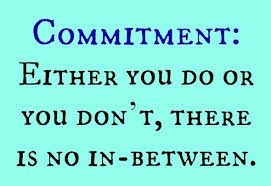 Commitment:
Either you do or
you don't, there
is no in-between.